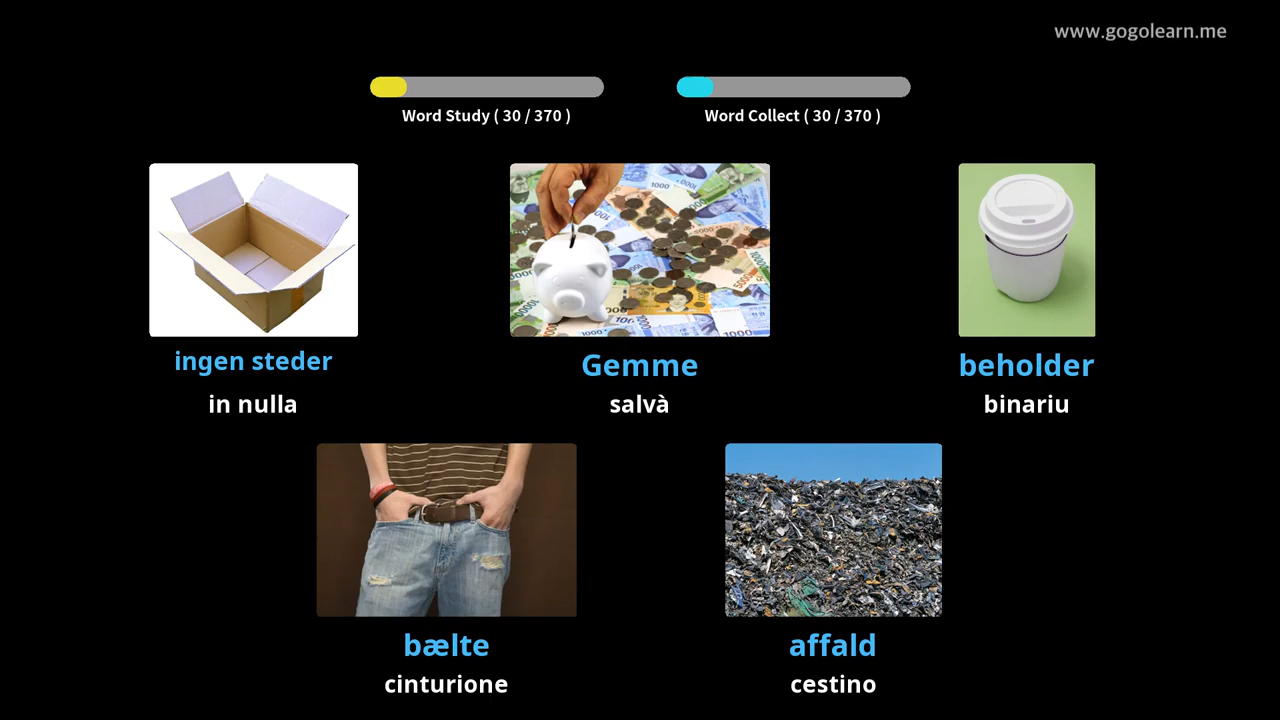 www.gogolearn.me
Word Study ( 30 / 370 )
Word Collect ( 30 / 370 )
ingen steder
in nulla
Gemme
salvà
beholder
binariu
bælte
cinturione
affald
cestino